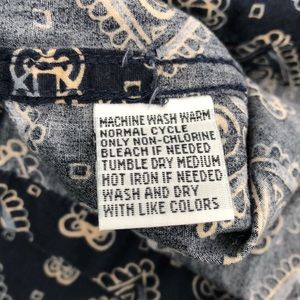 MACHINE WASH WARM
NORMAL CYCLE
ONLY NON-CHLORINE
BLEACH IF NEEDED
TUMBLE DRY MEDIUM
HOT IRON IF NEEDED
WASH AND DRY
WITH LIKE COLORS